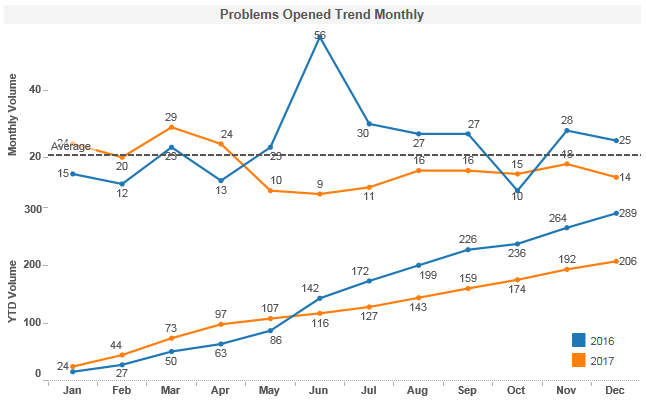 Problems Opened Trend Monthly
Monthly Volume
40
20
Average
24 20 29 24 10 9 11 16 16 15 18 14
15 12 23 13 23 56 30 27 27 10 28 25
YTD Volume
300
200
100
0
24 44 73 97 107 116 127 143 159 174 192 206
27 50 63 86 142 172 199 226 236 264 289
2016
2017
Jan Feb Mar Apr May Jun Jul Aug Sep Oct Nov Dec